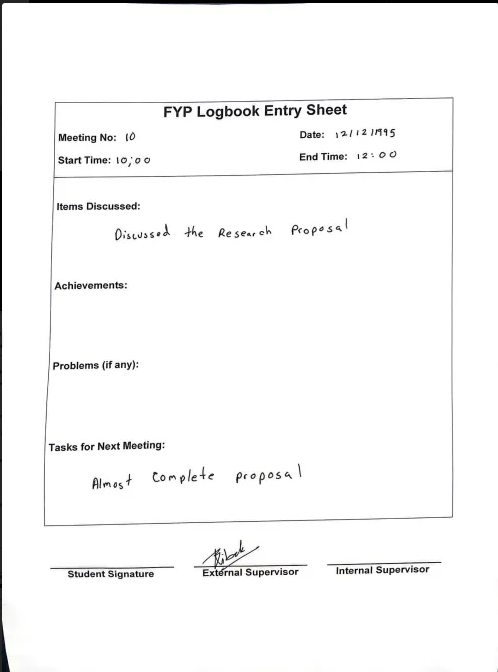 FYP Logbook Entry Sheet
Meeting No: 10
Date: 12/12/1995
Start Time: 10:00
End Time: 12:00
Items Discussed:
Discussed the Research Proposal
Achievements:
Problems (if any):
Tasks for Next Meeting:
Almost Complete proposal
Student Signature
External Supervisor
Internal Supervisor